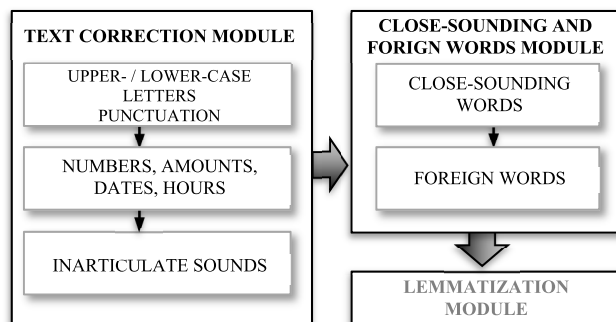 TEXT CORRECTION MODULE
UPPER- / LOWER-CASE
LETTERS
PUNCTUATION
NUMBERS, AMOUNTS,
DATES, HOURS
INARTICULATE SOUNDS
CLOSE-SOUNDING AND
FORIGN WORDS MODULE
CLOSE-SOUNDING
WORDS
FOREIGN WORDS
LEMMATIZATION
MODULE